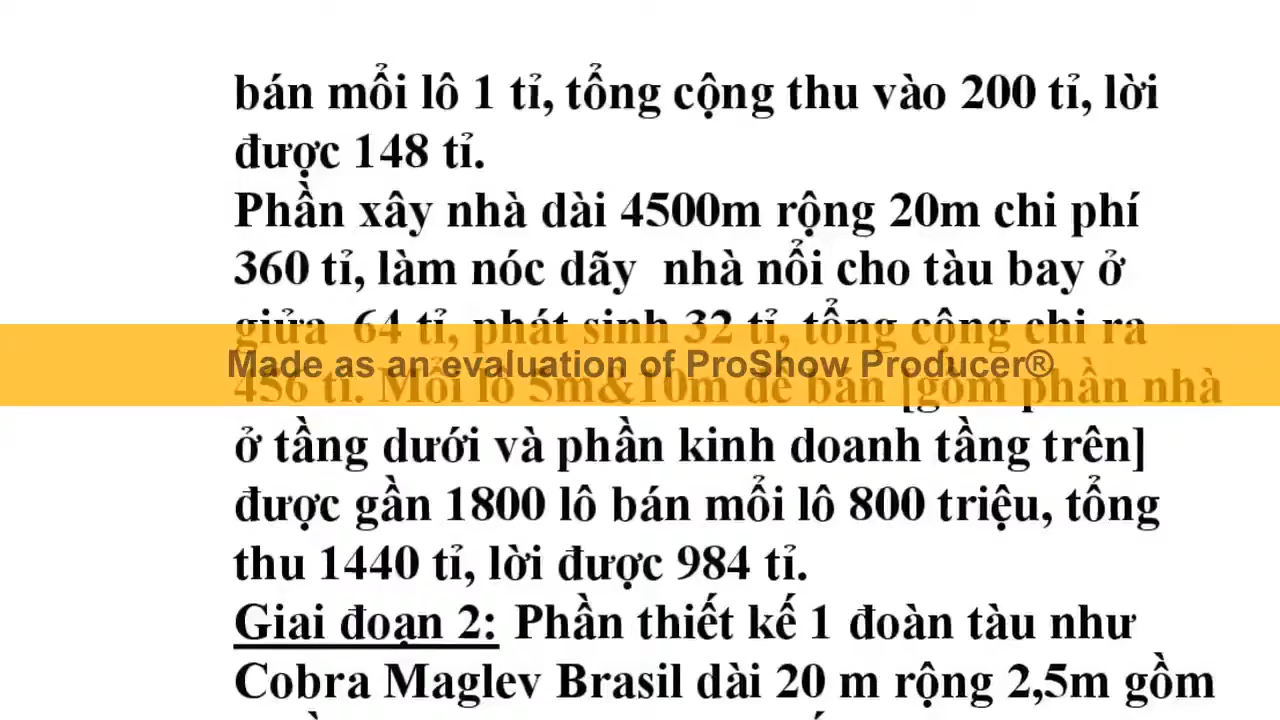 bán mổi lô 1 tỉ, tổng cộng thu vào 200 tỉ, lời
được 148 tỉ.
Phần xây nhà dài 4500m rộng 20m chi phí
360 tỉ, làm nóc dãy nhà nổi cho tàu bay ở
giửa 64 tỉ, phát sinh 32 tỉ, tổng cộng chi ra
Made as an evaluation of ProShow Producer®
456 tỉ. Mổi lô 5m&10m để bán [gồm phần nhà
ở tầng dưới và phần kinh doanh tầng trên]
được gần 1800 lô bán mổi lô 800 triệu, tổng
thu 1440 tỉ, lời được 984 tỉ.
Giai đoạn 2: Phần thiết kế 1 đoàn tàu như
Cobra Maglev Brasil dài 20 m rộng 2,5m gồm